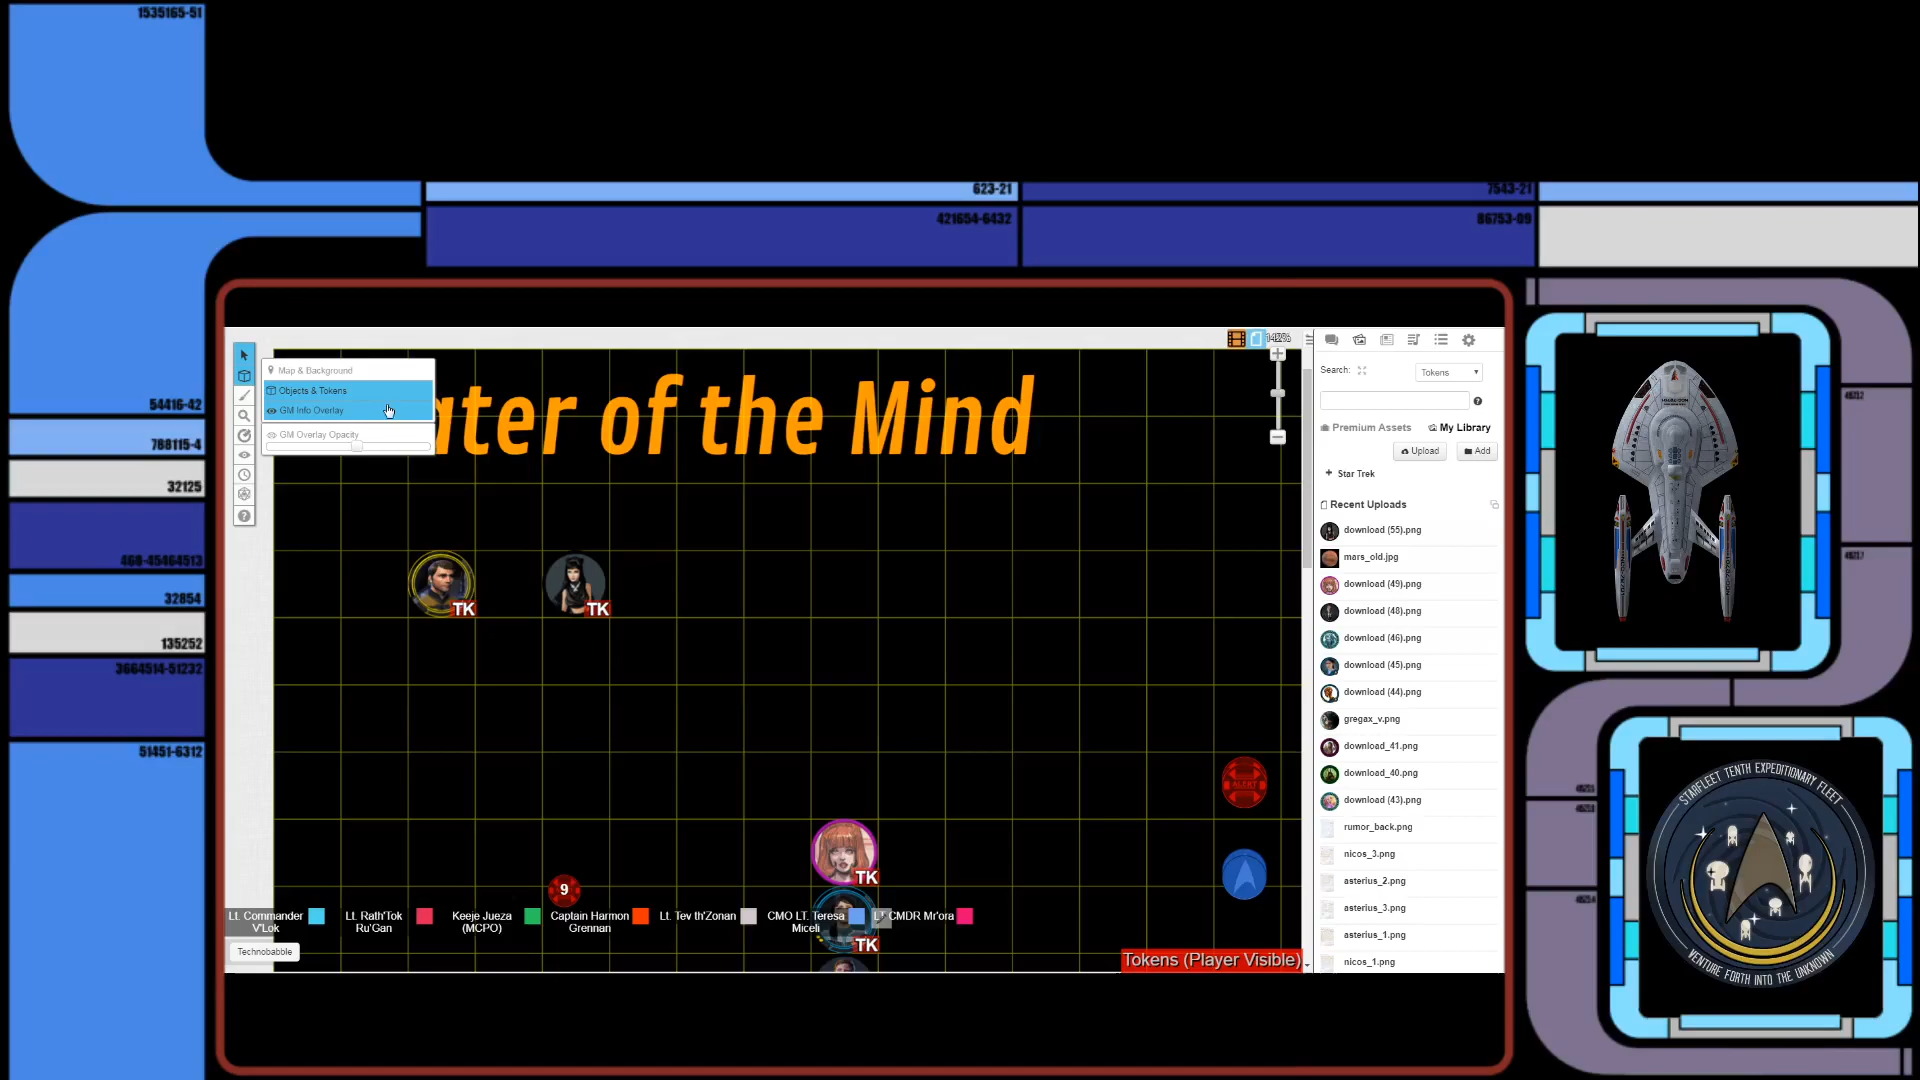 1535165-51
623-21
7543-21
421654-6432
86753-09
54416-42
788115-4
32125
468-45464513
32854
135252
3664514-51232
51451-6312
Map & Background
Objects & Tokens
GM Info Overlay
GM Overlay Opacity
ater of the Mind
TK
TK
ALERT
TK
9
TK
Lt. Commander V'Lok
Lt. Rath'Tok Ru'Gan
Keeje Jueza (MCPO)
Captain Harmon Grennan
Lt. Tev th'Zonan
CMO LT. Teresa Miceli
LT CMDR Mr'ora
Technobabble
Tokens (Player Visible)
Search:
Tokens
Premium Assets
My Library
Upload
Add
+ Star Trek
Recent Uploads
download (55).png
mars_old.jpg
download (49).png
download (48).png
download (46).png
download (45).png
download (44).png
gregax_v.png
download_41.png
download_40.png
download (43).png
rumor_back.png
nicos_3.png
asterius_2.png
asterius_3.png
asterius_1.png
nicos_1.png
STARFLEET TENTH EXPEDITIONARY FLEET
VENTURE FORTH INTO THE UNKNOWN